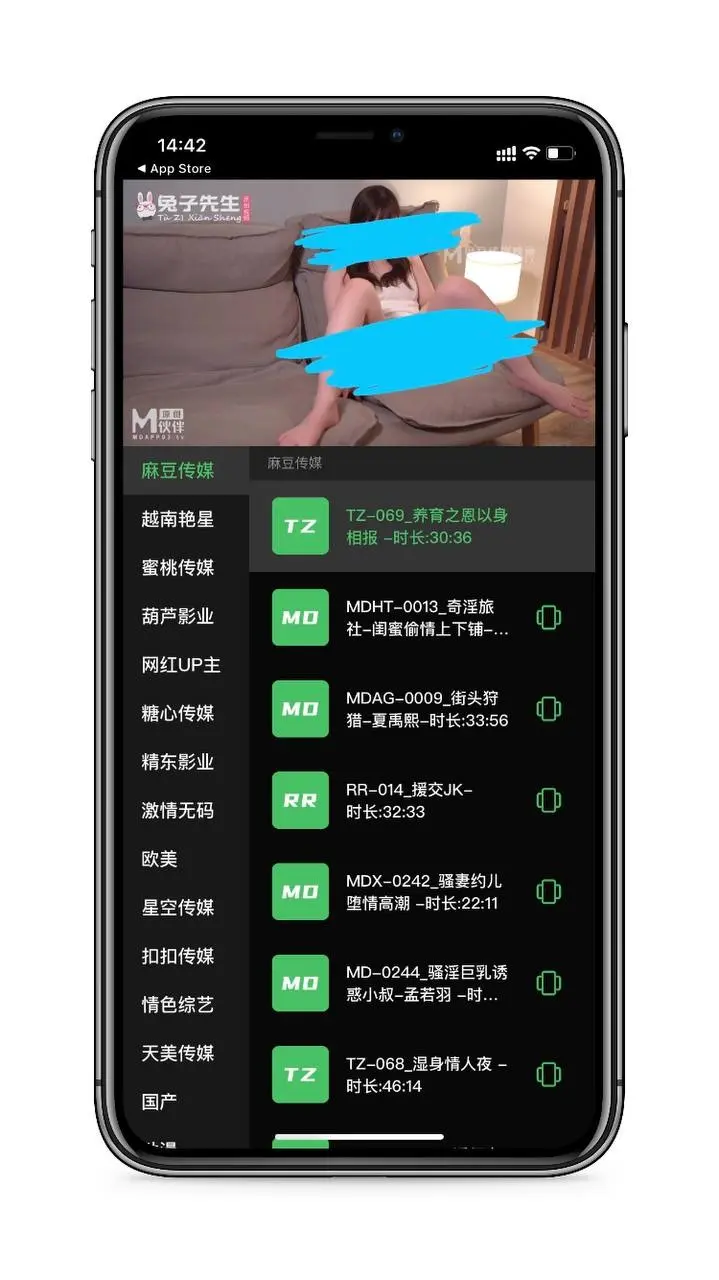 14:42
◀ App Store
兔子先生
Tù Zǐ Xiān Shēng
M 原创伙伴
MDAPP03.tv
麻豆传媒
越南艳星
蜜桃传媒
葫芦影业
网红UP主
糖心传媒
精东影业
激情无码
欧美
星空传媒
扣扣传媒
情色综艺
天美传媒
国产
麻豆传媒
TZ
TZ-069_养育之恩以身
相报 -时长:30:36
MD
MDHT-0013_奇淫旅
社-闺蜜偷情上下铺-...
MD
MDAG-0009_街头狩
猎-夏禹熙-时长:33:56
RR
RR-014_援交JK-
时长:32:33
MD
MDX-0242_骚妻约儿
堕情高潮 -时长:22:11
MD
MD-0244_骚淫巨乳诱
惑小叔-孟若羽 -时...
TZ
TZ-068_湿身情人夜 -
时长:46:14